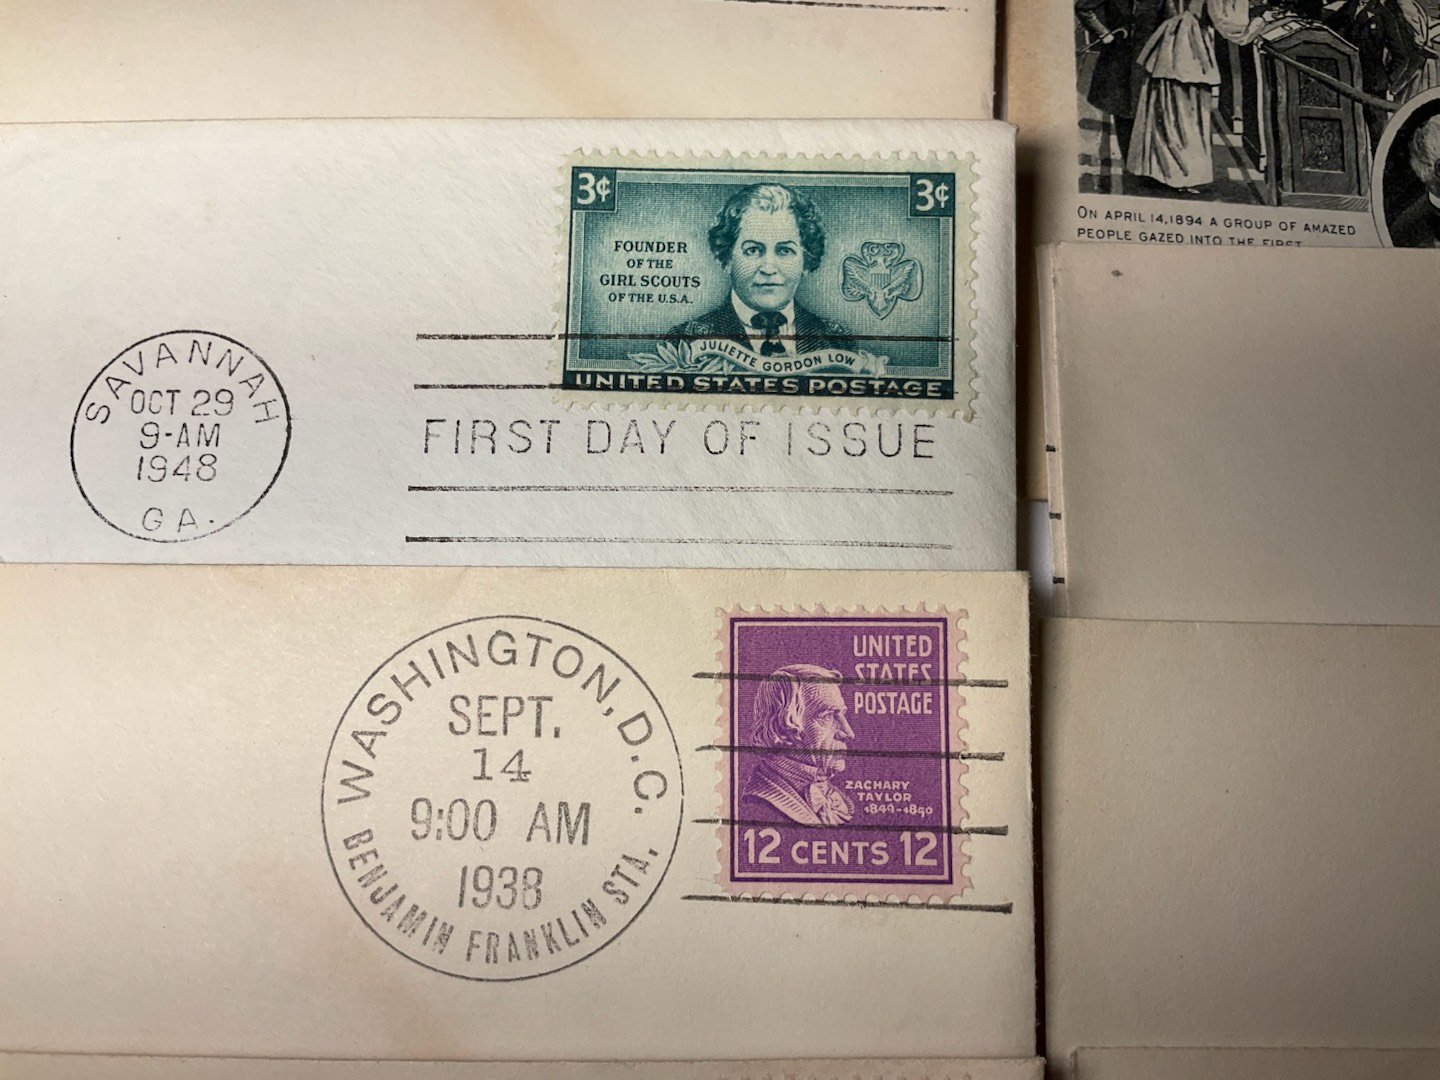 ON APRIL 14, 1894 A GROUP OF AMAZED
PEOPLE GAZED INTO THE FIRST
3¢ 3¢
FOUNDER
OF THE
GIRL SCOUTS
OF THE U.S.A.
GS
JULIETTE GORDON LOW
UNITED STATES POSTAGE
SAVANNAH
OCT 29
9-AM
1948
GA.
FIRST DAY OF ISSUE
WASHINGTON, D.C.
SEPT.
14
9:00 AM
1938
BENJAMIN FRANKLIN STA.
UNITED
STATES
POSTAGE
ZACHARY
TAYLOR
1849-1850
12 CENTS 12